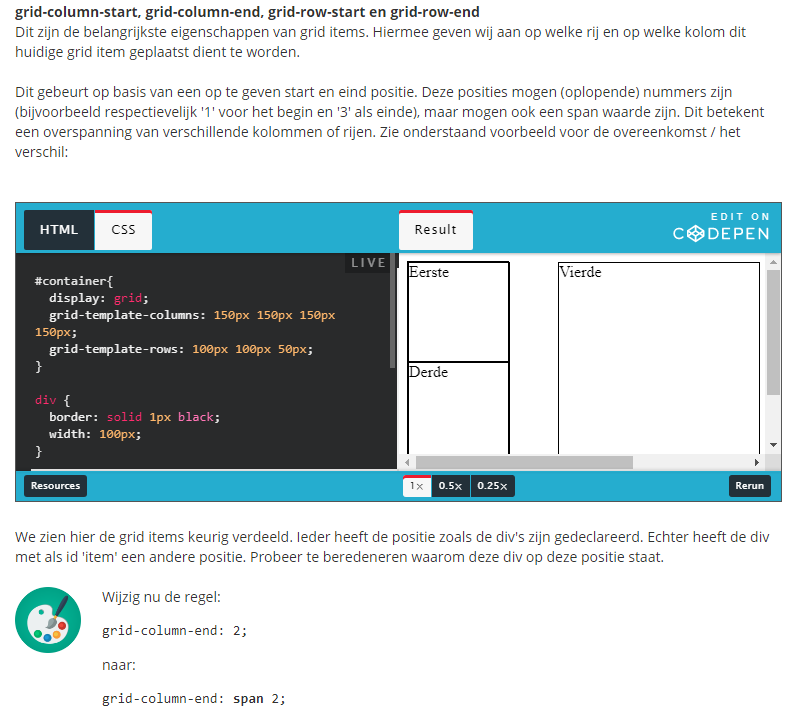 grid-column-start, grid-column-end, grid-row-start en grid-row-end
Dit zijn de belangrijkste eigenschappen van grid items. Hiermee geven wij aan op welke rij en op welke kolom dit
huidige grid item geplaatst dient te worden.
Dit gebeurt op basis van een op te geven start en eind positie. Deze posities mogen (oplopende) nummers zijn
(bijvoorbeeld respectievelijk '1' voor het begin en '3' als einde), maar mogen ook een span waarde zijn. Dit betekent
een overspanning van verschillende kolommen of rijen. Zie onderstaand voorbeeld voor de overeenkomst / het
verschil:
HTML CSS Result EDIT ON
CODEPEN
LIVE
#container{
display: grid;
grid-template-columns: 150px 150px 150px
150px;
grid-template-rows: 100px 100px 50px;
}
div {
border: solid 1px black;
width: 100px;
}
Eerste Vierde
Derde
Resources 1x 0.5x 0.25x Rerun
We zien hier de grid items keurig verdeeld. Ieder heeft de positie zoals de div's zijn gedeclareerd. Echter heeft de div
met als id 'item' een andere positie. Probeer te beredeneren waarom deze div op deze positie staat.
Wijzig nu de regel:
grid-column-end: 2;
naar:
grid-column-end: span 2;